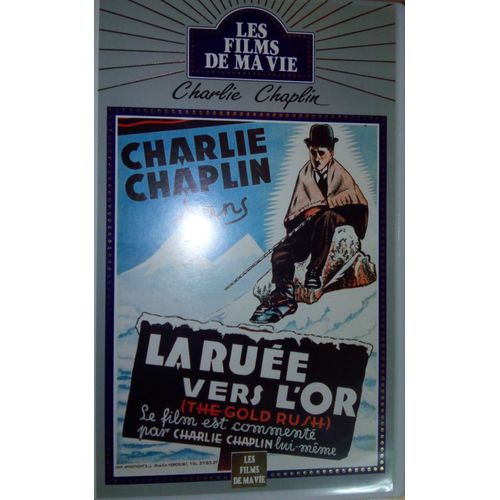 LES
FILMS
DE MA VIE
Charlie Chaplin
CHARLIE
CHAPLIN
dans
LA RUÉE
VERS L'OR
(THE GOLD RUSH)
Le film est commenté
par CHARLIE CHAPLIN lui-même
LES
FILMS
DE MA VIE